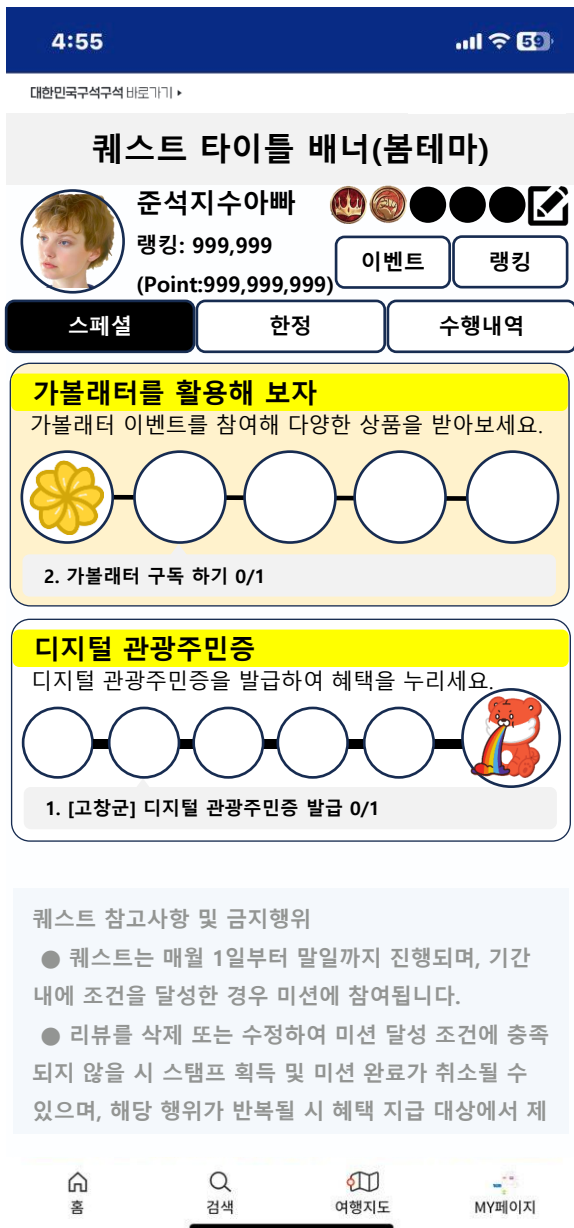 4:55
59
대한민국구석구석 바로가기
퀘스트 타이틀 배너(봄테마)
준석지수아빠
랭킹: 999,999
(Point:999,999,999)
이벤트
랭킹
스페셜
한정
수행내역
가볼래터를 활용해 보자
가볼래터 이벤트를 참여해 다양한 상품을 받아보세요.
2. 가볼래터 구독 하기 0/1
디지털 관광주민증
디지털 관광주민증을 발급하여 혜택을 누리세요.
1. [고창군] 디지털 관광주민증 발급 0/1
퀘스트 참고사항 및 금지행위
● 퀘스트는 매월 1일부터 말일까지 진행되며, 기간
내에 조건을 달성한 경우 미션에 참여됩니다.
● 리뷰를 삭제 또는 수정하여 미션 달성 조건에 충족
되지 않을 시 스탬프 획득 및 미션 완료가 취소될 수
있으며, 해당 행위가 반복될 시 혜택 지급 대상에서 제
홈
검색
여행지도
MY페이지